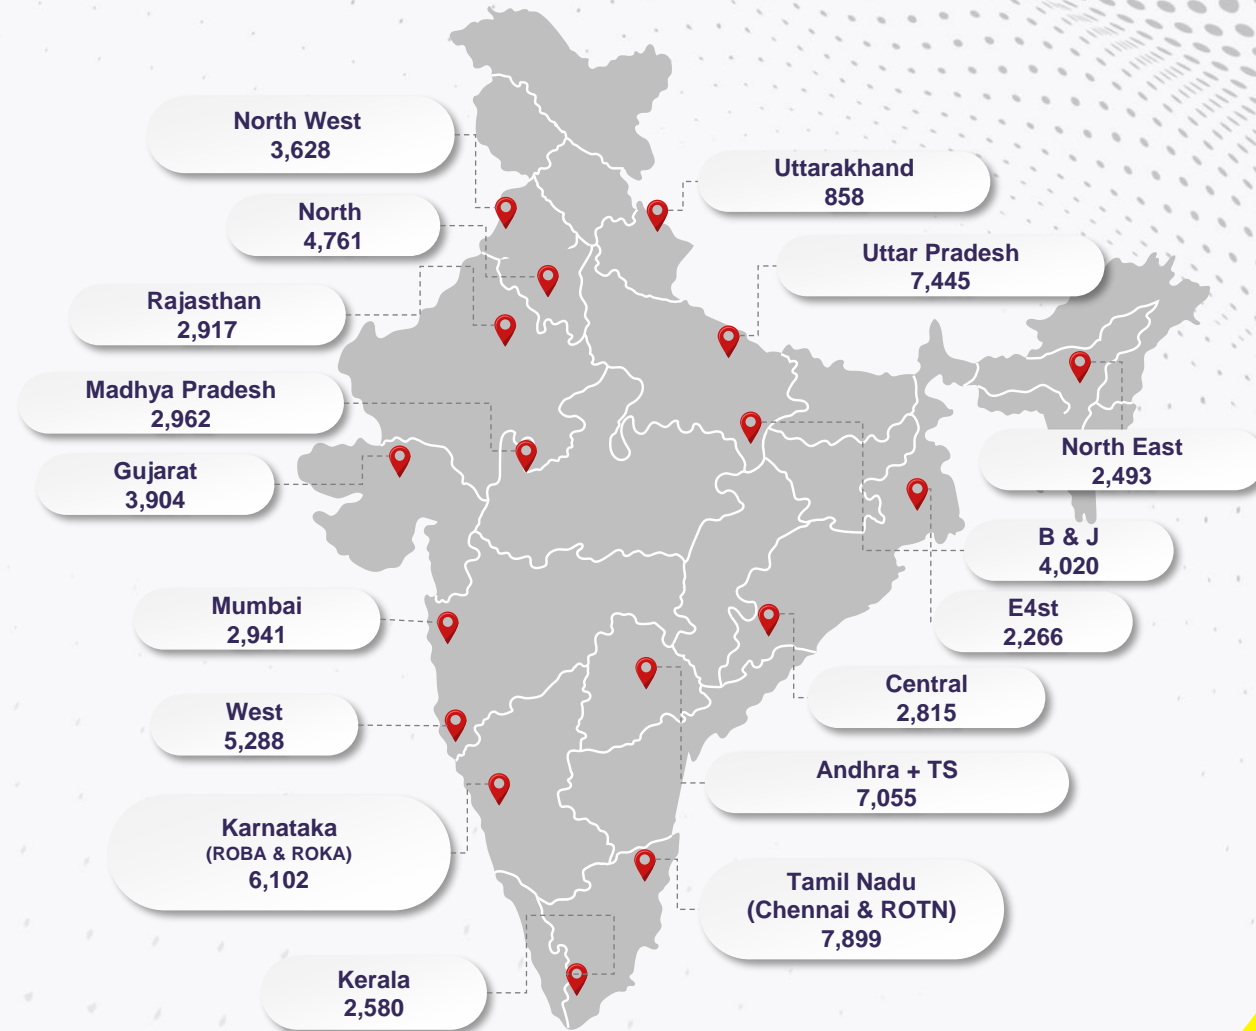 North West
3,628
North
4,761
Rajasthan
2,917
Madhya Pradesh
2,962
Gujarat
3,904
Mumbai
2,941
West
5,288
Karnataka
(ROBA & ROKA)
6,102
Kerala
2,580
Uttarakhand
858
Uttar Pradesh
7,445
North East
2,493
B & J
4,020
E4st
2,266
Central
2,815
Andhra + TS
7,055
Tamil Nadu
(Chennai & ROTN)
7,899